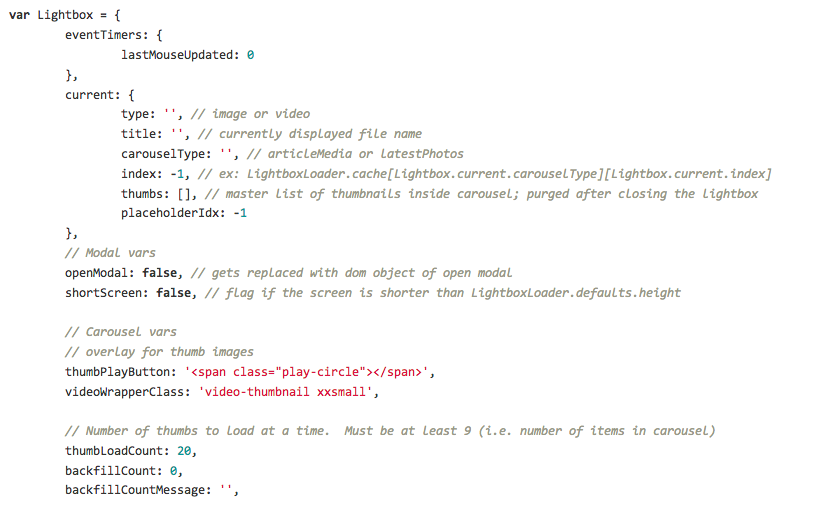 var Lightbox = {
        eventTimers: {
                lastMouseUpdated: 0
        },
        current: {
                type: '', // image or video
                title: '', // currently displayed file name
                carouselType: '', // articleMedia or latestPhotos
                index: -1, // ex: LightboxLoader.cache[Lightbox.current.carouselType][Lightbox.current.index]
                thumbs: [], // master list of thumbnails inside carousel; purged after closing the lightbox
                placeholderIdx: -1
        },
        // Modal vars
        openModal: false, // gets replaced with dom object of open modal
        shortScreen: false, // flag if the screen is shorter than LightboxLoader.defaults.height

        // Carousel vars
        // overlay for thumb images
        thumbPlayButton: '<span class="play-circle"></span>',
        videoWrapperClass: 'video-thumbnail xxsmall',

        // Number of thumbs to load at a time.  Must be at least 9 (i.e. number of items in carousel)
        thumbLoadCount: 20,
        backfillCount: 0,
        backfillCountMessage: '',